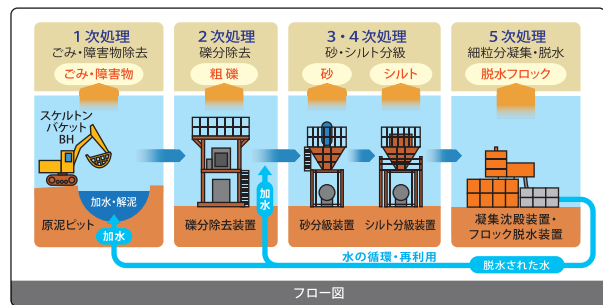 1次処理
ごみ・障害物除去
ごみ・障害物
スケルトン
バケット
BH
加水・解泥
原泥ピット
加水
2次処理
礫分除去
粗礫
礫分除去装置
加水
3・4次処理
砂・シルト分級
砂
シルト
砂分級装置
シルト分級装置
5次処理
細粒分凝集・脱水
脱水フロック
凝集沈殿装置・
フロック脱水装置
水の循環・再利用
脱水された水
フロー図